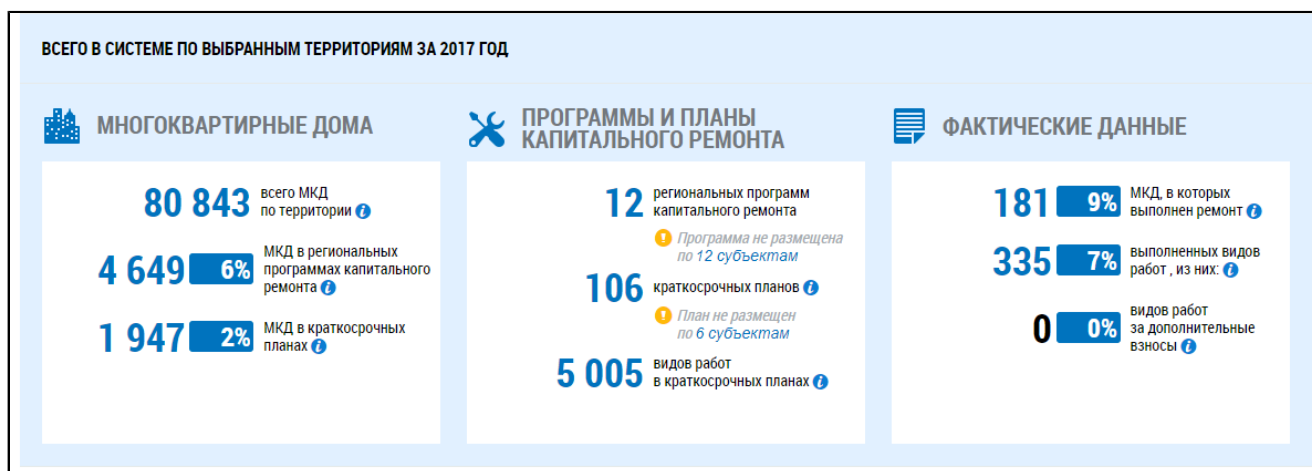 ВСЕГО В СИСТЕМЕ ПО ВЫБРАННЫМ ТЕРРИТОРИЯМ ЗА 2017 ГОД
МНОГОКВАРТИРНЫЕ ДОМА
80 843 всего МКД
по территории
4 649 6% МКД в региональных
программах капитального
ремонта
1 947 2% МКД в краткосрочных
планах
ПРОГРАММЫ И ПЛАНЫ
КАПИТАЛЬНОГО РЕМОНТА
12 региональных программ
капитального ремонта
Программа не размещена
по 12 субъектам
106 краткосрочных планов
План не размещен
по 6 субъектам
5 005 видов работ
в краткосрочных планах
ФАКТИЧЕСКИЕ ДАННЫЕ
181 9% МКД, в которых
выполнен ремонт
335 7% выполненных видов
работ , из них:
0 0% видов работ
за дополнительные
взносы